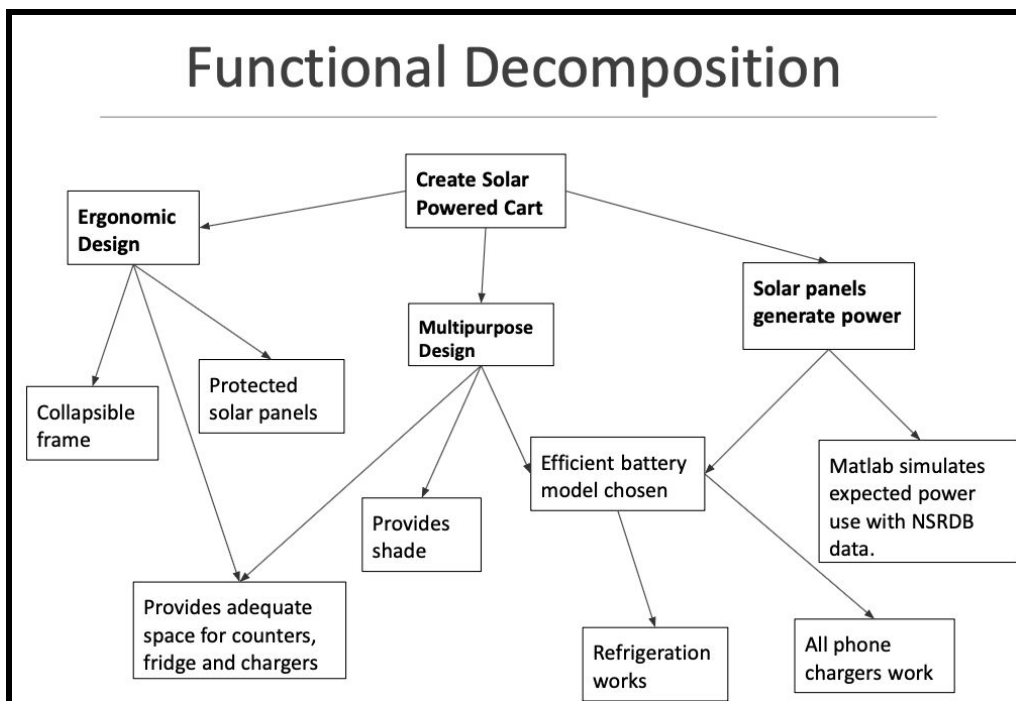 Functional Decomposition
Create Solar
Powered Cart
Ergonomic
Design
Solar panels
generate power
Multipurpose
Design
Protected
solar panels
Collapsible
frame
Efficient battery
model chosen
Matlab simulates
expected power
use with NSRDB
data.
Provides
shade
Provides adequate
space for counters,
fridge and chargers
Refrigeration
works
All phone
chargers work